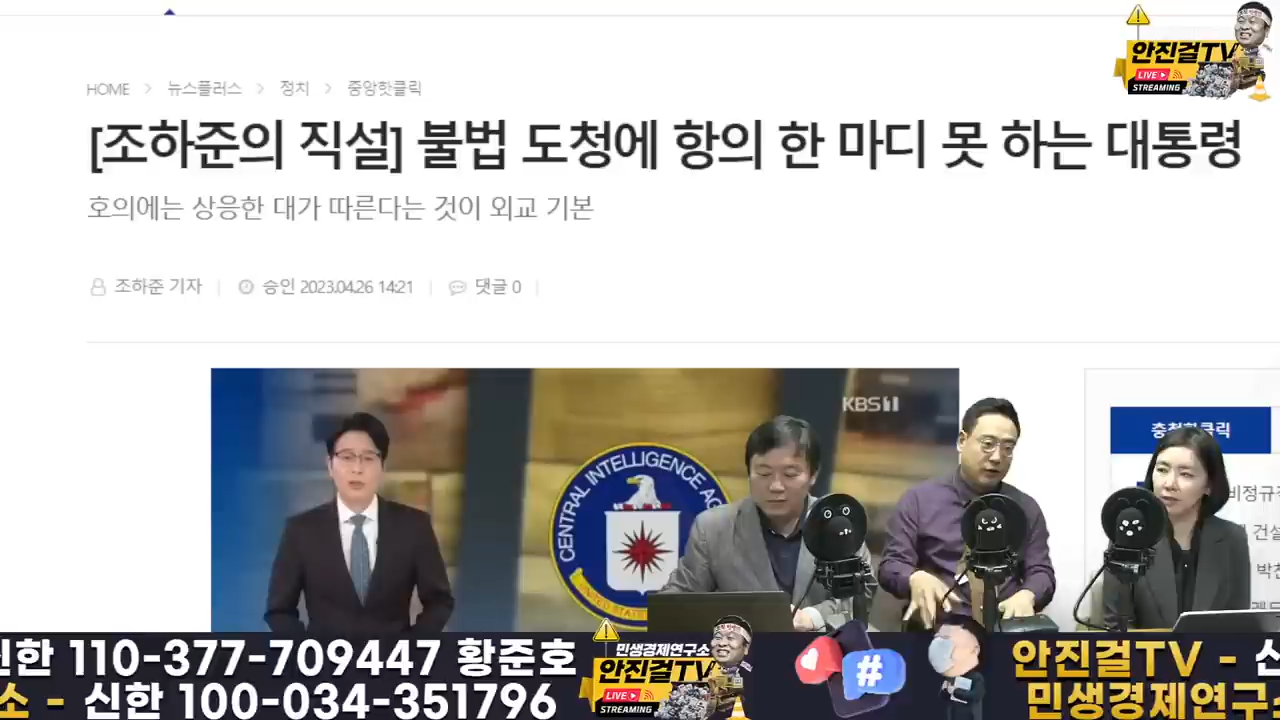 안진걸TV
LIVE
STREAMING
HOME > 뉴스플러스 > 정치 > 중앙핫클릭
[조하준의 직설] 불법 도청에 항의 한 마디 못 하는 대통령
호의에는 상응한 대가 따른다는 것이 외교 기본
조하준 기자 | 승인 2023.04.26 14:21 | 댓글 0
KBS 1
CENTRAL INTELLIGENCE
UNITED
비정규
신한 110-377-709447 황준호
소 - 신한 100-034-351796
민생경제연구소
안진걸TV
LIVE
STREAMING
#
안진걸TV -
민생경제연구소